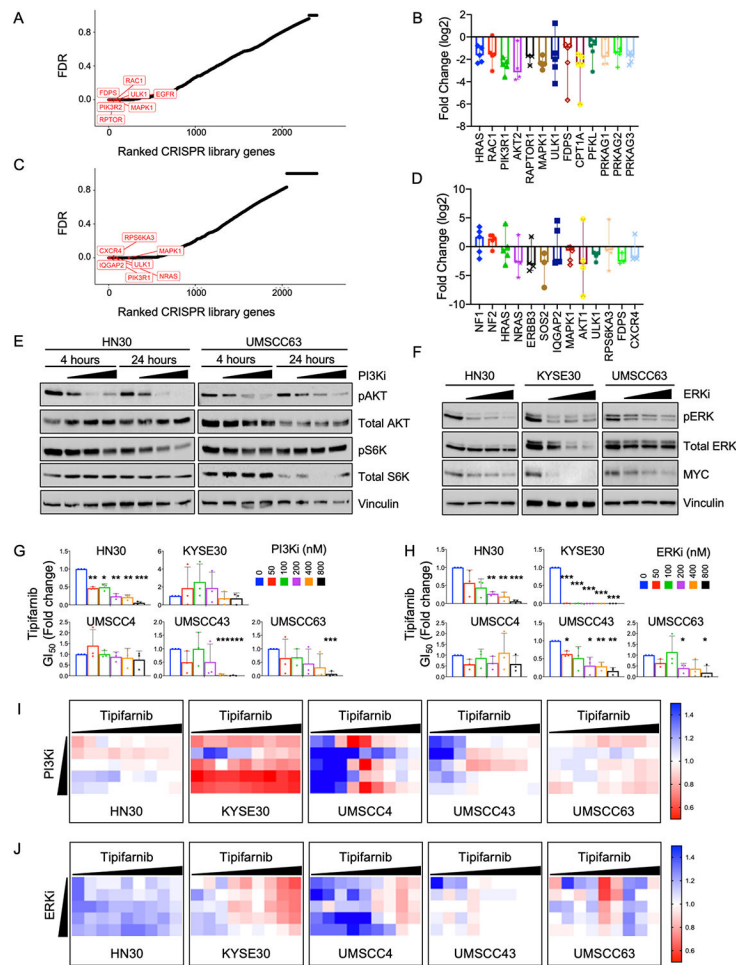 A
FDR
0.8
0.4
0.0
RAC1
FDPS
ULK1
EGFR
PIK3R2
MAPK1
RPTOR
0
1000
2000
Ranked CRISPR library genes
B
Fold Change (log2)
2
0
-2
-4
-6
-8
HRAS
RAC1
PIK3R1
AKT2
RAPTOR1
MAPK1
ULK1
FDPS
CPT1A
PFKL
PRKAG1
PRKAG2
PRKAG3
C
FDR
0.8
0.4
0.0
RPS6KA3
CXCR4
MAPK1
IQGAP2
ULK1
PIK3R1
NRAS
0
1000
2000
Ranked CRISPR library genes
D
Fold Change (log2)
10
5
0
-5
-10
NF1
NF2
HRAS
NRAS
ERBB3
SOS2
IQGAP2
MAPK1
AKT1
ULK1
RPS6KA3
FDPS
CXCR4
E
HN30 UMSCC63
4 hours 24 hours 4 hours 24 hours
PI3Ki
pAKT
Total AKT
pS6K
Total S6K
Vinculin
F
HN30 KYSE30 UMSCC63
ERKi
pERK
Total ERK
MYC
Vinculin
G
Tipifarnib
GI50 (Fold change)
HN30
KYSE30
PI3Ki (nM)
0
50
100
200
400
800
UMSCC4
UMSCC43
UMSCC63
H
Tipifarnib
GI50 (Fold change)
HN30
KYSE30
ERKi (nM)
0
50
100
200
400
800
UMSCC4
UMSCC43
UMSCC63
I
Tipifarnib Tipifarnib Tipifarnib Tipifarnib Tipifarnib
PI3Ki
HN30 KYSE30 UMSCC4 UMSCC43 UMSCC63
1.4
1.2
1.0
0.8
0.6
J
Tipifarnib Tipifarnib Tipifarnib Tipifarnib Tipifarnib
ERKi
HN30 KYSE30 UMSCC4 UMSCC43 UMSCC63
1.4
1.2
1.0
0.8
0.6